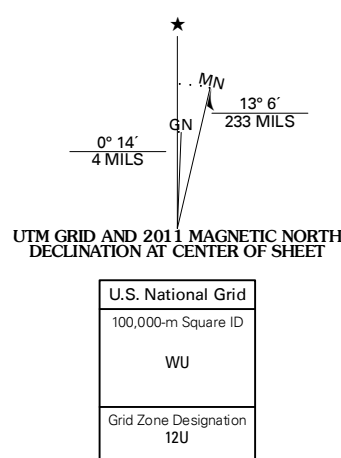 ★
MN
13° 6´
233 MILS
GN
0° 14´
4 MILS
UTM GRID AND 2011 MAGNETIC NORTH
DECLINATION AT CENTER OF SHEET
U.S. National Grid
100,000-m Square ID
WU
Grid Zone Designation
12U